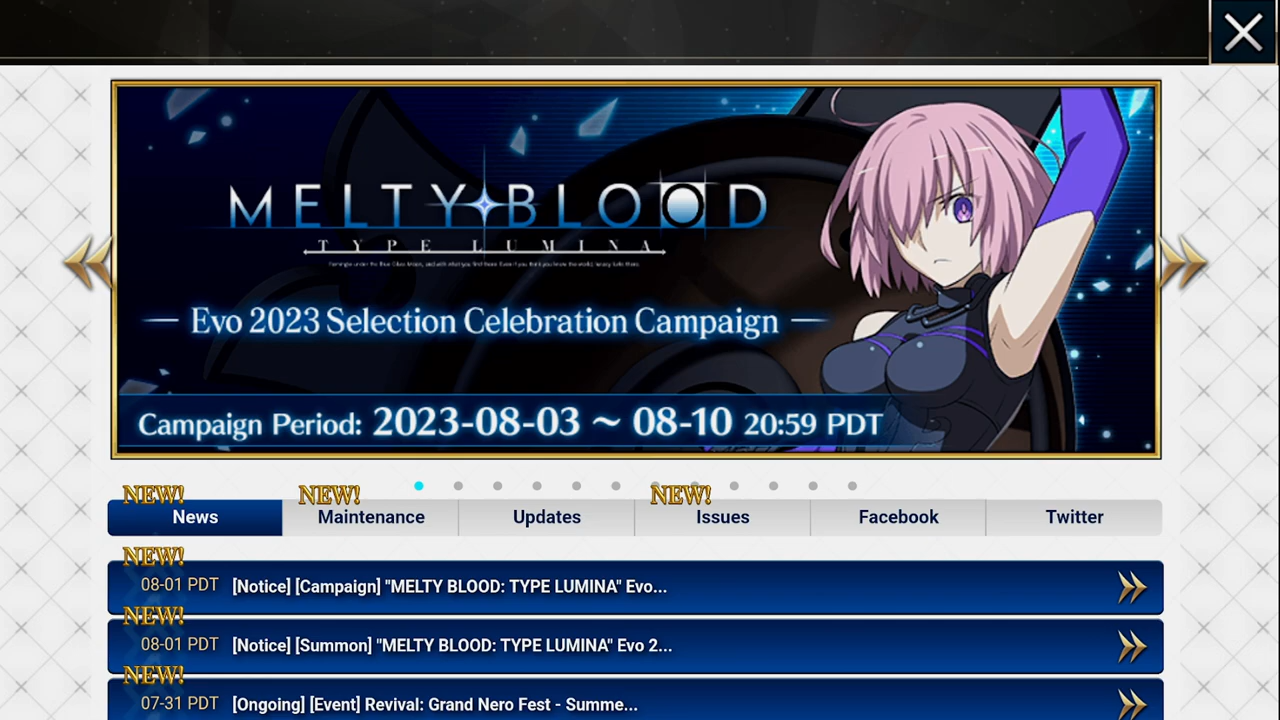 MELTY BLOOD
TYPE LUMINA
Evo 2023 Selection Celebration Campaign
Campaign Period: 2023-08-03 ~ 08-10 20:59 PDT
NEW! NEW! NEW!
News Maintenance Updates Issues Facebook Twitter
NEW!
08-01 PDT [Notice] [Campaign] "MELTY BLOOD: TYPE LUMINA" Evo...
NEW!
08-01 PDT [Notice] [Summon] "MELTY BLOOD: TYPE LUMINA" Evo 2...
NEW!
07-31 PDT [Ongoing] [Event] Revival: Grand Nero Fest - Summe...